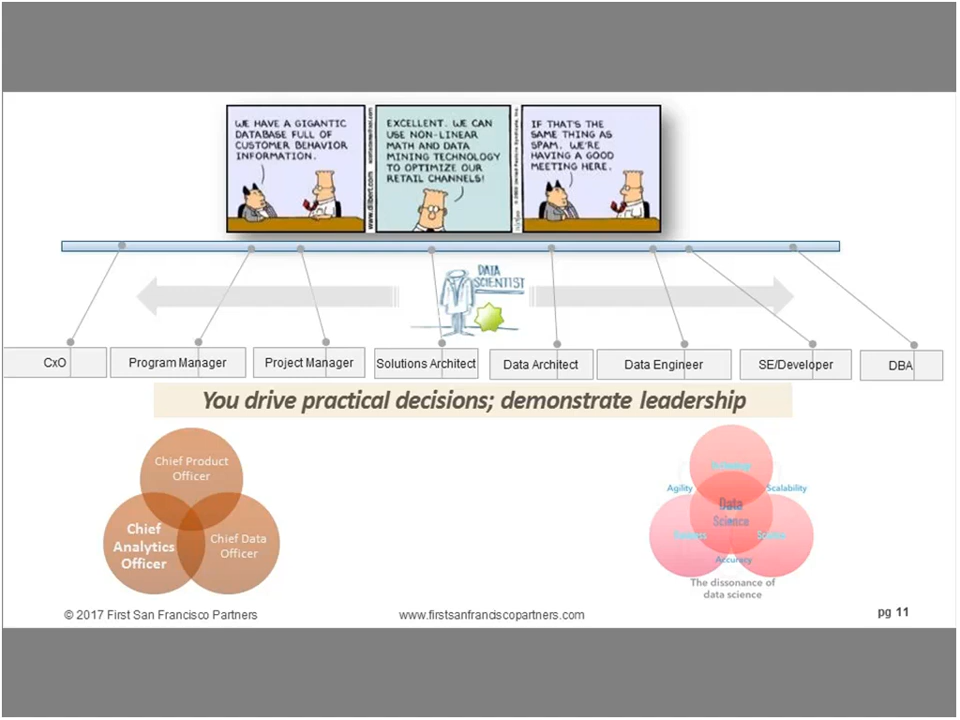 WE HAVE A GIGANTIC
DATABASE FULL OF
CUSTOMER BEHAVIOR
INFORMATION.
www.dilbert.com
EXCELLENT. WE CAN
USE NON-LINEAR
MATH AND DATA
MINING TECHNOLOGY
TO OPTIMIZE OUR
RETAIL CHANNELS!
IF THAT'S THE
SAME THING AS
SPAM, WE'RE
HAVING A GOOD
MEETING HERE.
DATA
SCIENTIST
CxO
Program Manager
Project Manager
Solutions Architect
Data Architect
Data Engineer
SE/Developer
DBA
You drive practical decisions; demonstrate leadership
Chief Product
Officer
Chief
Analytics
Officer
Chief Data
Officer
Agility
Scalability
Data
Science
Accuracy
The dissonance of
data science
© 2017 First San Francisco Partners
www.firstsanfranciscopartners.com
pg 11